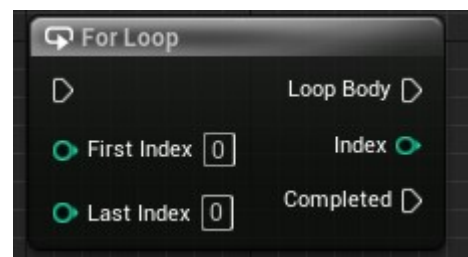 For Loop
Loop Body
First Index 0 Index
Last Index 0 Completed